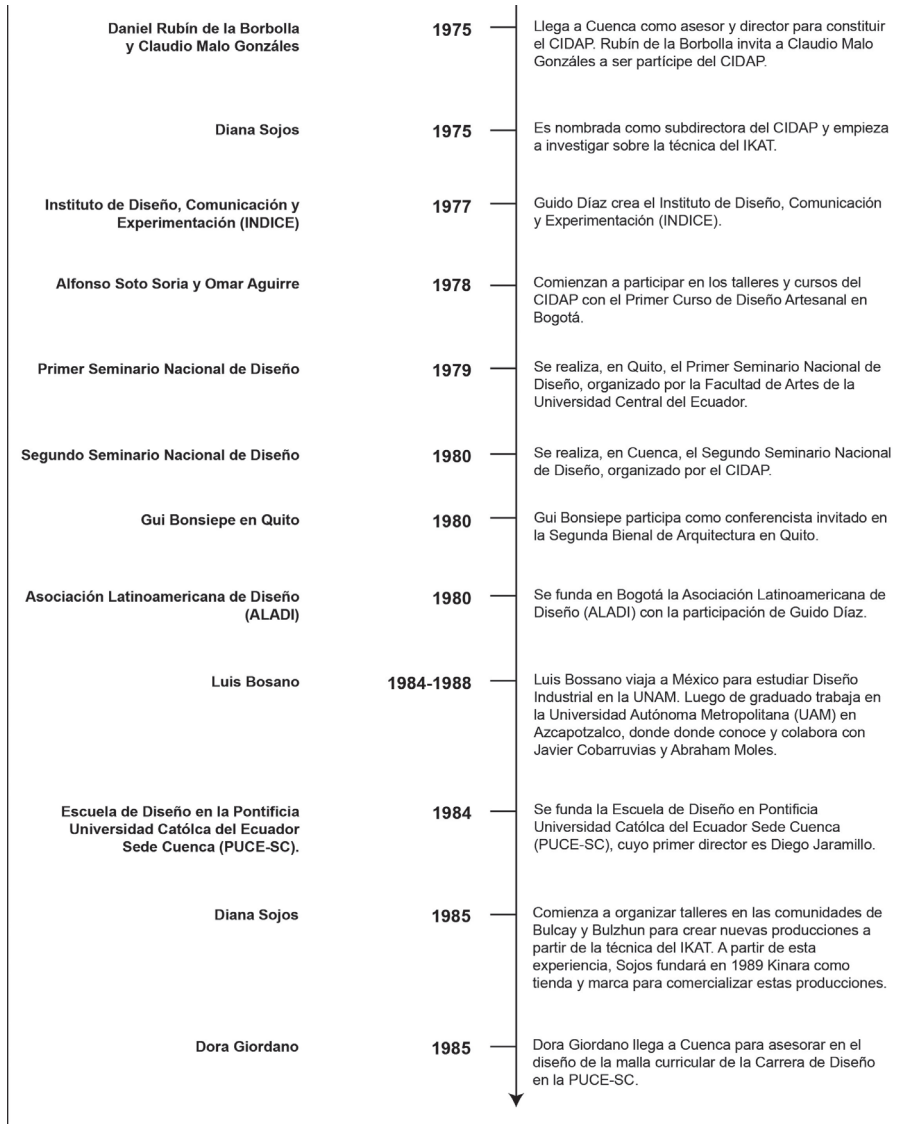 Daniel Rubín de la Borbolla
y Claudio Malo Gonzáles
1975
Llega a Cuenca como asesor y director para constituir
el CIDAP. Rubín de la Borbolla invita a Claudio Malo
Gonzáles a ser partícipe del CIDAP.
Diana Sojos
1975
Es nombrada como subdirectora del CIDAP y empieza
a investigar sobre la técnica del IKAT.
Instituto de Diseño, Comunicación y
Experimentación (INDICE)
1977
Guido Díaz crea el Instituto de Diseño, Comunicación
y Experimentación (INDICE).
Alfonso Soto Soria y Omar Aguirre
1978
Comienzan a participar en los talleres y cursos del
CIDAP con el Primer Curso de Diseño Artesanal en
Bogotá.
Primer Seminario Nacional de Diseño
1979
Se realiza, en Quito, el Primer Seminario Nacional de
Diseño, organizado por la Facultad de Artes de la
Universidad Central del Ecuador.
Segundo Seminario Nacional de Diseño
1980
Se realiza, en Cuenca, el Segundo Seminario Nacional
de Diseño, organizado por el CIDAP.
Gui Bonsiepe en Quito
1980
Gui Bonsiepe participa como conferencista invitado en
la Segunda Bienal de Arquitectura en Quito.
Asociación Latinoamericana de Diseño
(ALADI)
1980
Se funda en Bogotá la Asociación Latinoamericana de
Diseño (ALADI) con la participación de Guido Díaz.
Luis Bosano
1984-1988
Luis Bossano viaja a México para estudiar Diseño
Industrial en la UNAM. Luego de graduado trabaja en
la Universidad Autónoma Metropolitana (UAM) en
Azcapotzalco, donde donde conoce y colabora con
Javier Cobarruvias y Abraham Moles.
Escuela de Diseño en la Pontificia
Universidad Católca del Ecuador
Sede Cuenca (PUCE-SC).
1984
Se funda la Escuela de Diseño en Pontificia
Universidad Católca del Ecuador Sede Cuenca
(PUCE-SC), cuyo primer director es Diego Jaramillo.
Diana Sojos
1985
Comienza a organizar talleres en las comunidades de
Bulcay y Bulzhun para crear nuevas producciones a
partir de la técnica del IKAT. A partir de esta
experiencia, Sojos fundará en 1989 Kinara como
tienda y marca para comercializar estas producciones.
Dora Giordano
1985
Dora Giordano llega a Cuenca para asesorar en el
diseño de la malla curricular de la Carrera de Diseño
en la PUCE-SC.